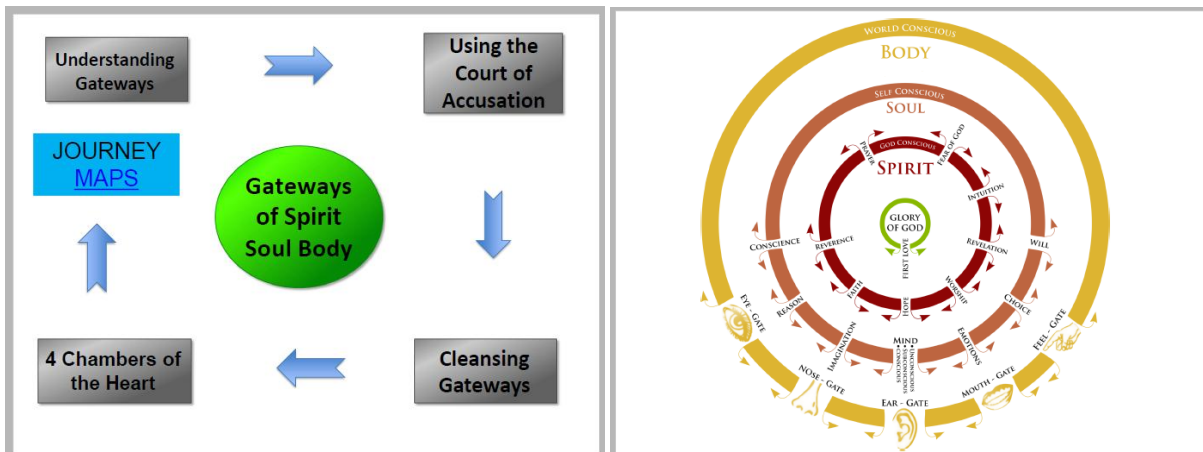 Understanding
Gateways
Using the
Court of
Accusation
JOURNEY
MAPS
Gateways
of Spirit
Soul Body
4 Chambers of
the Heart
Cleansing
Gateways
WORLD CONSCIOUS
BODY
SELF CONSCIOUS
SOUL
GOD CONSCIOUS
SPIRIT
PRAYER
FEAR OF GOD
INTUITION
REVELATION
WORSHIP
HOPE
FAITH
REVERENCE
GLORY
OF GOD
FIRST LOVE
CONSCIENCE
REASON
IMAGINATION
MIND
•CONSCIOUS
•SUBCONSCIOUS
•UNCONSCIOUS
EMOTIONS
CHOICE
WILL
EYE - GATE
NOSE - GATE
EAR - GATE
MOUTH - GATE
FEEL - GATE